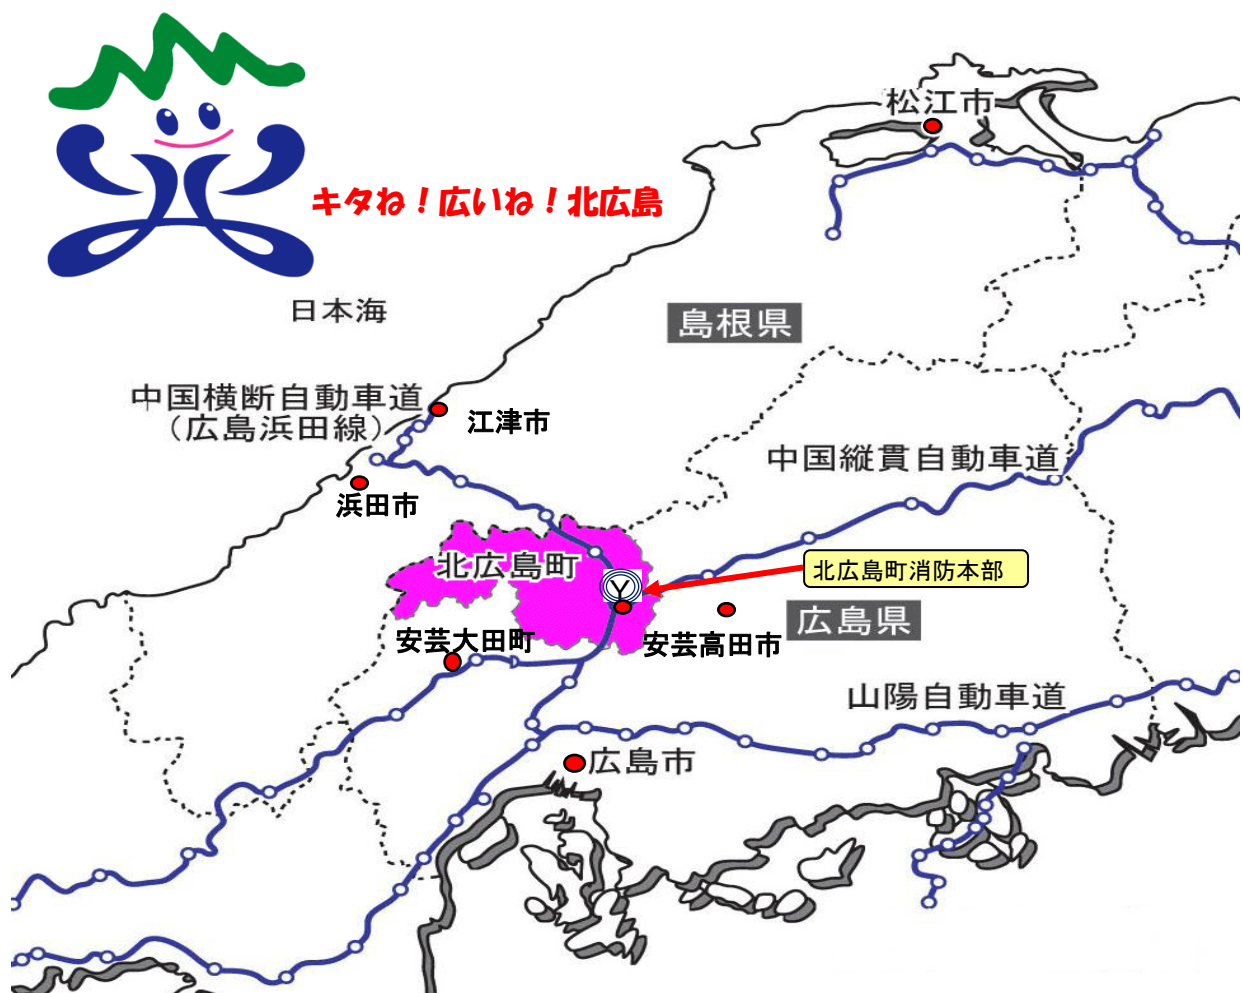 松江市
キタね！広いね！北広島
日本海
島根県
中国横断自動車道
（広島浜田線）
江津市
中国縦貫自動車道
浜田市
北広島町
北広島町消防本部
Y
広島県
安芸大田町
安芸高田市
山陽自動車道
広島市